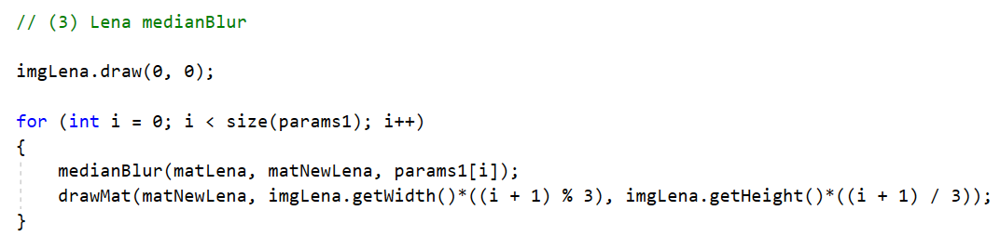 // (3) Lena medianBlur
imgLena.draw(0, 0);
for (int i = 0; i < size(params1); i++)
{
    medianBlur(matLena, matNewLena, params1[i]);
    drawMat(matNewLena, imgLena.getWidth()*((i + 1) % 3), imgLena.getHeight()*((i + 1) / 3));
}